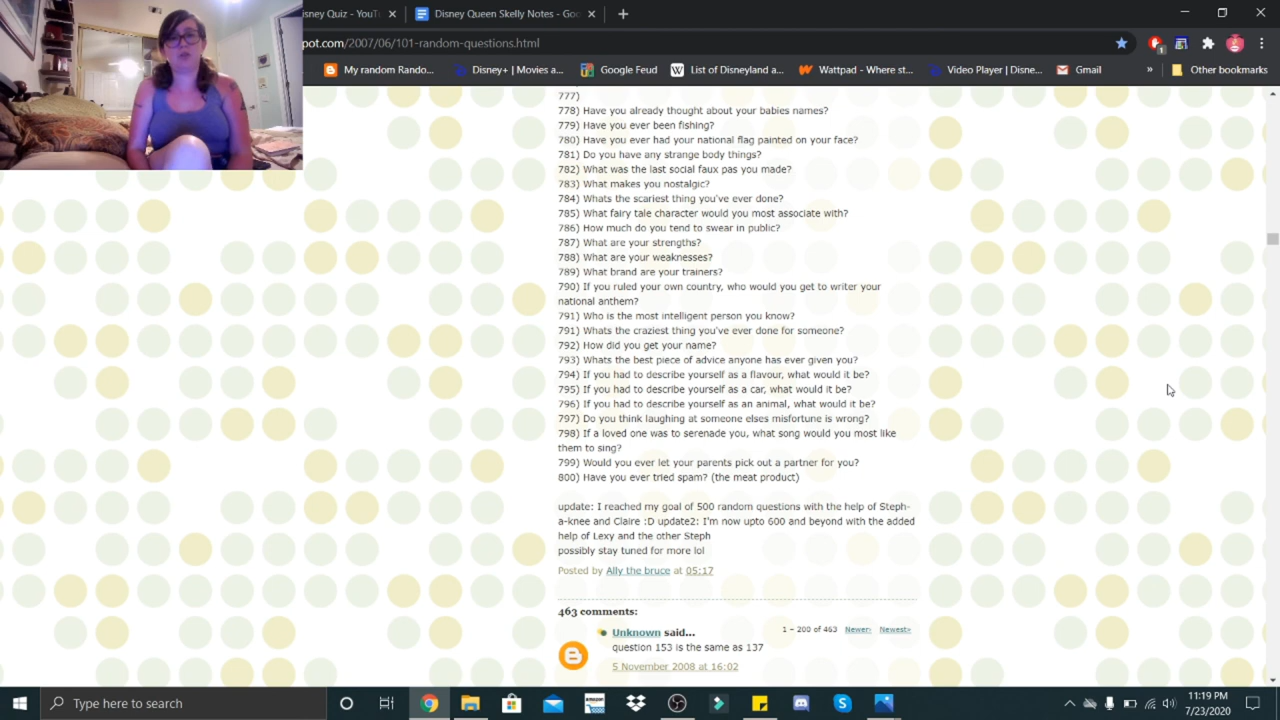 isney Quiz - YouTu
Disney Queen Skelly Notes - Goo
pot.com/2007/06/101-random-questions.html
My random Rando...
Disney+ | Movies a...
Google Feud
List of Disneyland a...
Wattpad - Where st...
Video Player | Disne...
Gmail
»
Other bookmarks
777)
778) Have you already thought about your babies names?
779) Have you ever been fishing?
780) Have you ever had your national flag painted on your face?
781) Do you have any strange body things?
782) What was the last social faux pas you made?
783) What makes you nostalgic?
784) Whats the scariest thing you've ever done?
785) What fairy tale character would you most associate with?
786) How much do you tend to swear in public?
787) What are your strengths?
788) What are your weaknesses?
789) What brand are your trainers?
790) If you ruled your own country, who would you get to writer your
national anthem?
791) Who is the most intelligent person you know?
791) Whats the craziest thing you've ever done for someone?
792) How did you get your name?
793) Whats the best piece of advice anyone has ever given you?
794) If you had to describe yourself as a flavour, what would it be?
795) If you had to describe yourself as a car, what would it be?
796) If you had to describe yourself as an animal, what would it be?
797) Do you think laughing at someone elses misfortune is wrong?
798) If a loved one was to serenade you, what song would you most like
them to sing?
799) Would you ever let your parents pick out a partner for you?
800) Have you ever tried spam? (the meat product)
update: I reached my goal of 500 random questions with the help of Steph-
a-knee and Claire :D update2: I'm now upto 600 and beyond with the added
help of Lexy and the other Steph
possibly stay tuned for more lol
Posted by Ally the bruce at 05:17
463 comments:
1 – 200 of 463 Newer› Newest»
Unknown said...
question 153 is the same as 137
5 November 2008 at 16:02
Type here to search
11:19 PM
7/23/2020